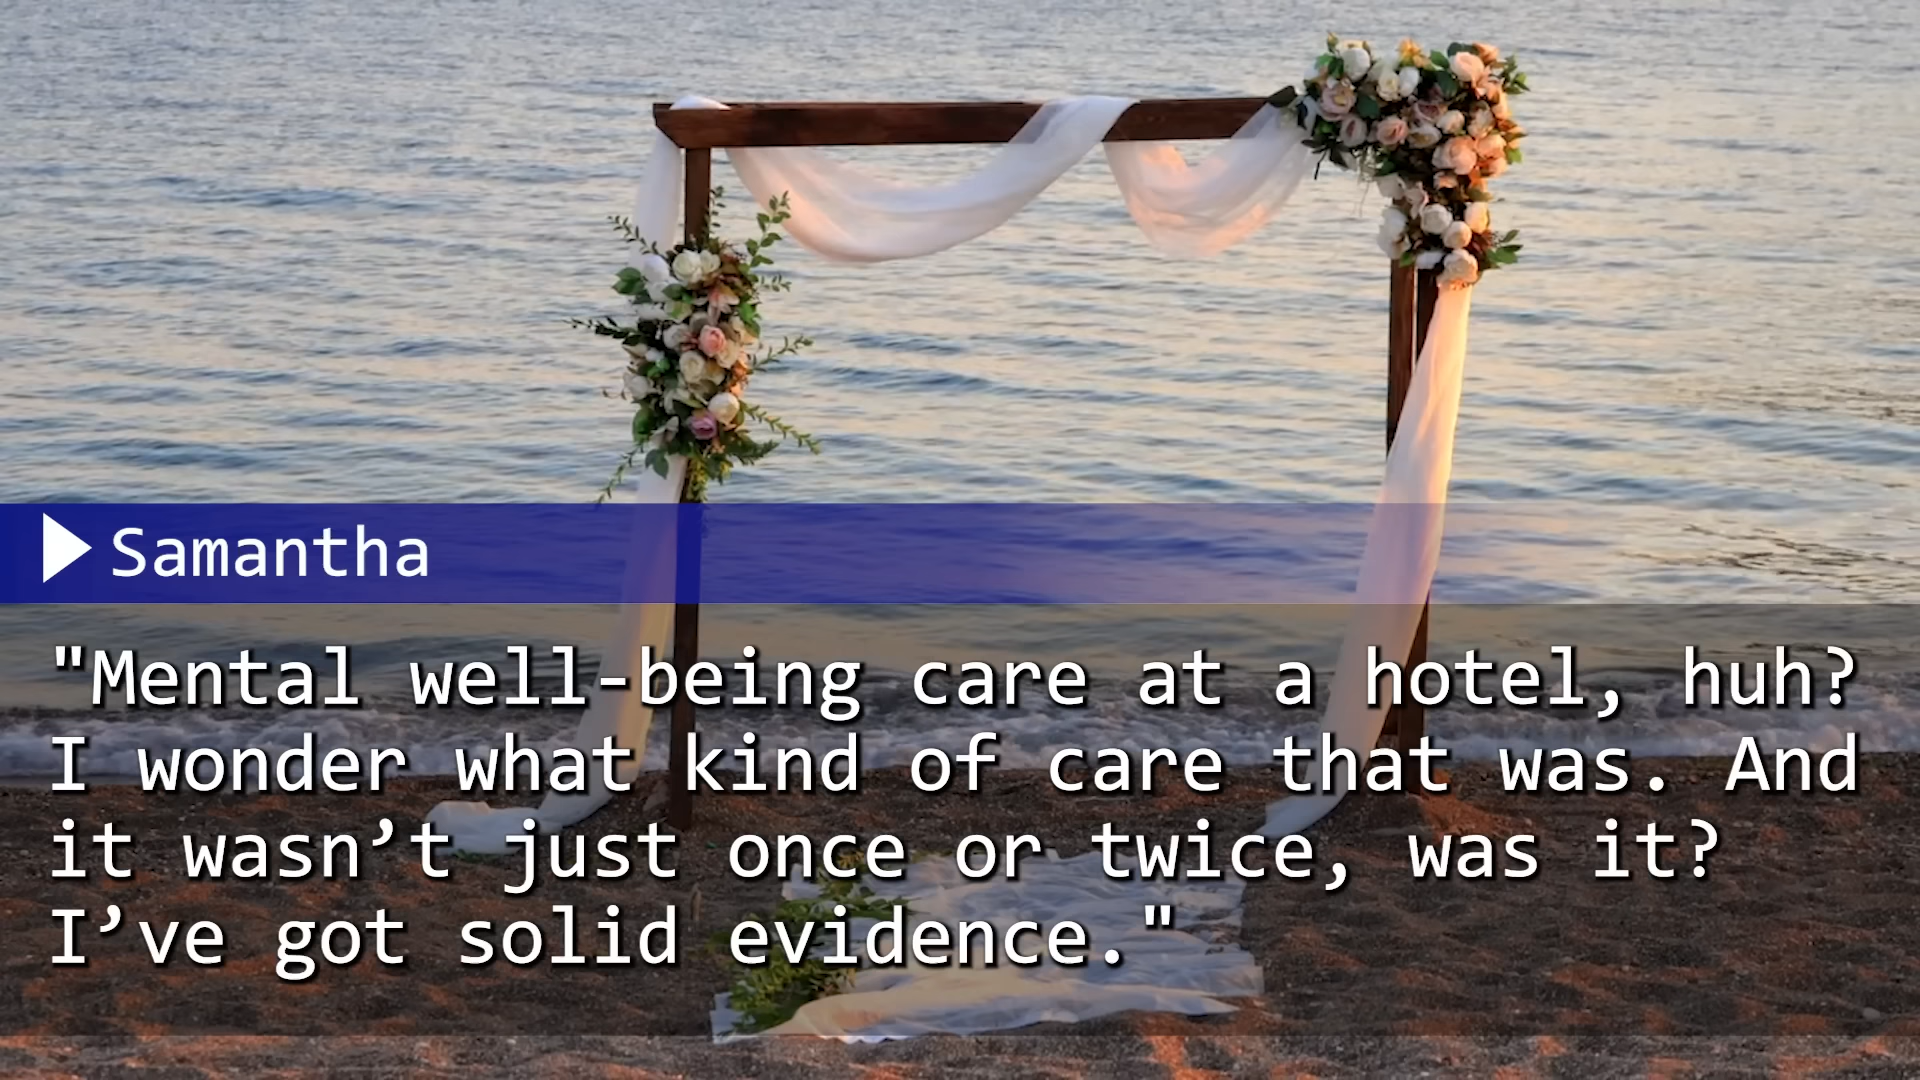 Samantha
"Mental well-being care at a hotel, huh?
I wonder what kind of care that was. And
it wasn’t just once or twice, was it?
I’ve got solid evidence."